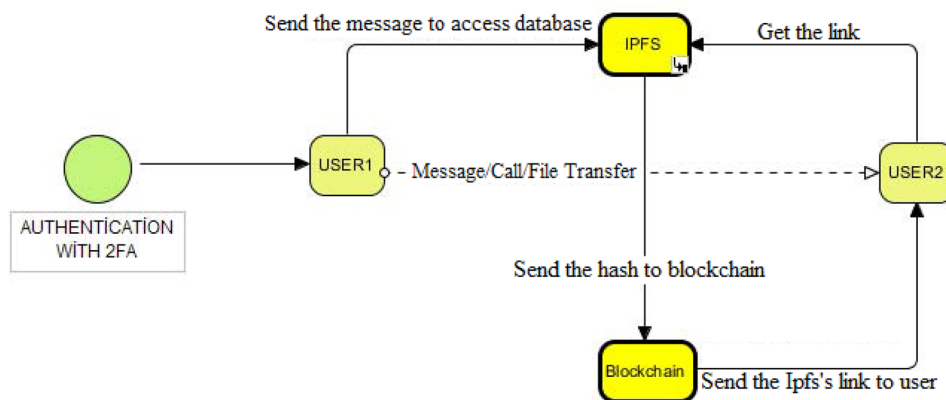 Send the message to access database
IPFS
Get the link
USER1
Message/Call/File Transfer
USER2
AUTHENTİCATİON
WİTH 2FA
Send the hash to blockchain
Blockchain
Send the Ipfs's link to user